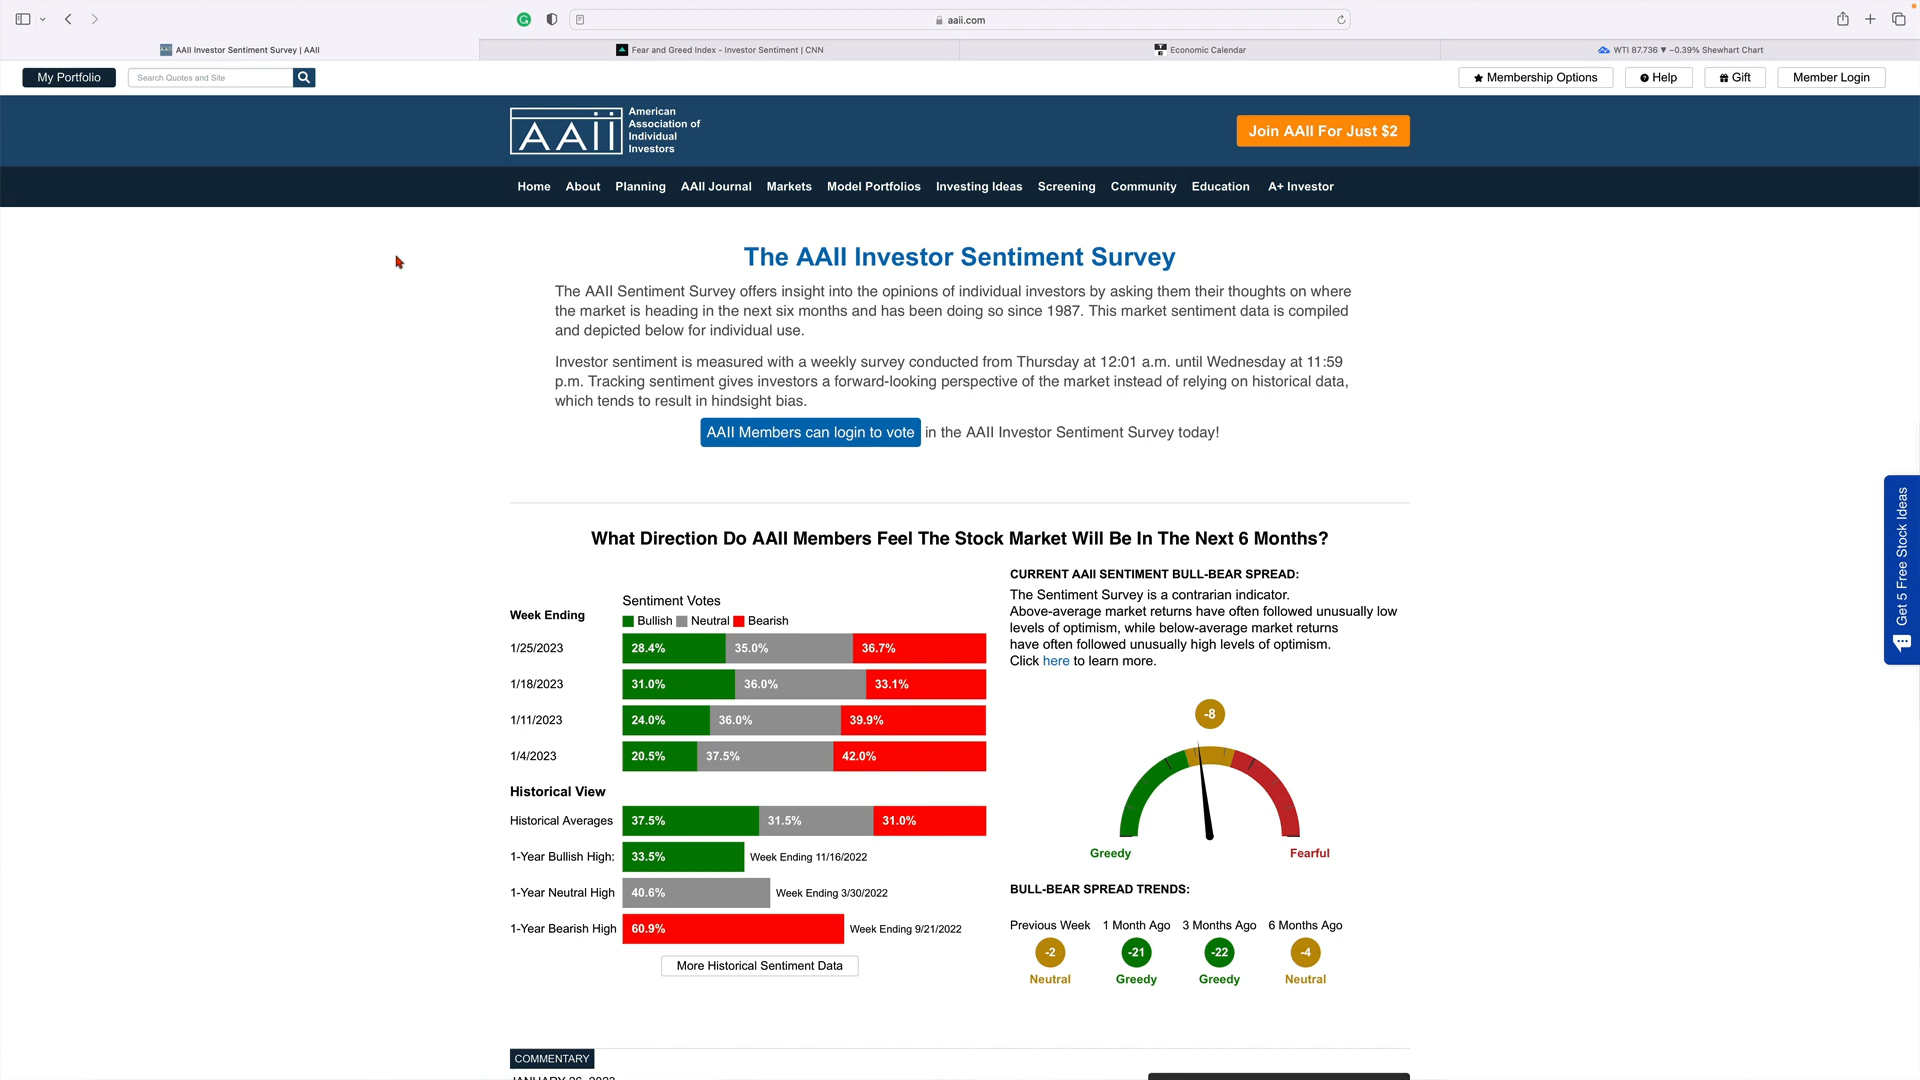 aaii.com
AAII Investor Sentiment Survey | AAII
Fear and Greed Index - Investor Sentiment | CNN
Economic Calendar
WTI 87.736 ▼ −0.39% Shewhart Chart
My Portfolio
Search Quotes and Site
Membership Options
Help
Gift
Member Login
AAII
American
Association of
Individual
Investors
Join AAII For Just $2
Home About Planning AAII Journal Markets Model Portfolios Investing Ideas Screening Community Education A+ Investor
The AAII Investor Sentiment Survey
The AAII Sentiment Survey offers insight into the opinions of individual investors by asking them their thoughts on where
the market is heading in the next six months and has been doing so since 1987. This market sentiment data is compiled
and depicted below for individual use.
Investor sentiment is measured with a weekly survey conducted from Thursday at 12:01 a.m. until Wednesday at 11:59
p.m. Tracking sentiment gives investors a forward-looking perspective of the market instead of relying on historical data,
which tends to result in hindsight bias.
AAII Members can login to vote in the AAII Investor Sentiment Survey today!
Get 5 Free Stock Ideas
What Direction Do AAII Members Feel The Stock Market Will Be In The Next 6 Months?
Week Ending
Sentiment Votes
Bullish Neutral Bearish
1/25/2023 28.4% 35.0% 36.7%
1/18/2023 31.0% 36.0% 33.1%
1/11/2023 24.0% 36.0% 39.9%
1/4/2023 20.5% 37.5% 42.0%
Historical View
Historical Averages 37.5% 31.5% 31.0%
1-Year Bullish High: 33.5% Week Ending 11/16/2022
1-Year Neutral High 40.6% Week Ending 3/30/2022
1-Year Bearish High 60.9% Week Ending 9/21/2022
More Historical Sentiment Data
CURRENT AAII SENTIMENT BULL-BEAR SPREAD:
The Sentiment Survey is a contrarian indicator.
Above-average market returns have often followed unusually low
levels of optimism, while below-average market returns
have often followed unusually high levels of optimism.
Click here to learn more.
-8
Greedy Fearful
BULL-BEAR SPREAD TRENDS:
Previous Week 1 Month Ago 3 Months Ago 6 Months Ago
-2 -21 -22 -4
Neutral Greedy Greedy Neutral
COMMENTARY
JANUARY 26, 2023